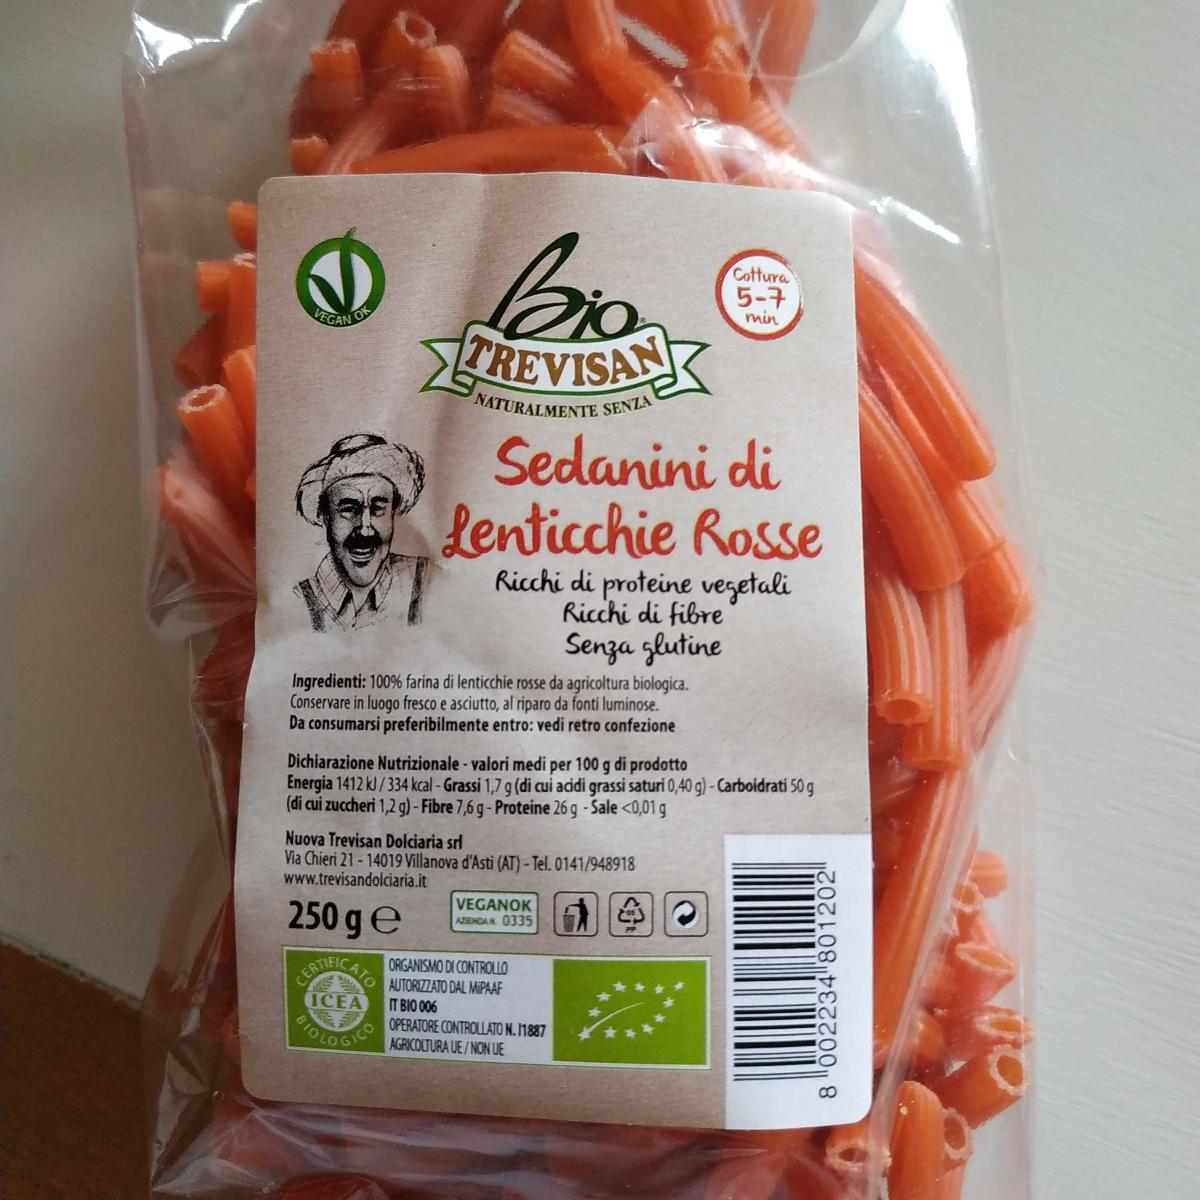 VEGAN OK
Bio
TREVISAN
NATURALMENTE SENZA
Cottura
5-7
min
Sedanini di
Lenticchie Rosse
Ricchi di proteine vegetali
Ricchi di fibre
Senza glutine
Ingredienti: 100% farina di lenticchie rosse da agricoltura biologica.
Conservare in luogo fresco e asciutto, al riparo da fonti luminose.
Da consumarsi preferibilmente entro: vedi retro confezione
Dichiarazione Nutrizionale - valori medi per 100 g di prodotto
Energia 1412 kJ / 334 kcal - Grassi 1,7 g (di cui acidi grassi saturi 0,40 g) - Carboidrati 50 g
(di cui zuccheri 1,2 g) - Fibre 7,6 g - Proteine 26 g - Sale <0,01 g
Nuova Trevisan Dolciaria srl
Via Chieri 21 - 14019 Villanova d'Asti (AT) - Tel. 0141/948918
www.trevisandolciaria.it
250 g ℮
VEGANOK
AZIENDA N. 0335
05
PP
CERTIFICATO
ICEA
BIOLOGICO
ORGANISMO DI CONTROLLO
AUTORIZZATO DAL MiPAAF
IT BIO 006
OPERATORE CONTROLLATO N. I1887
AGRICOLTURA UE / NON UE
8 002234 801202